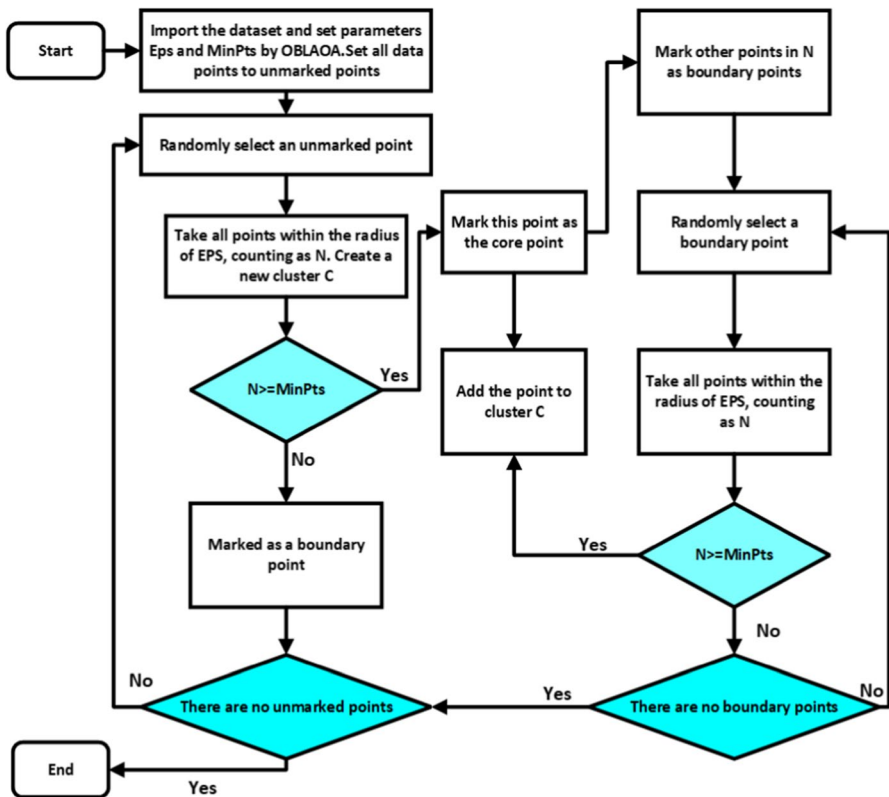 Start
Import the dataset and set parameters
Eps and MinPts by OBLAOA.Set all data
points to unmarked points
Randomly select an unmarked point
Take all points within the radius
of EPS, counting as N. Create a
new cluster C
N>=MinPts
Yes
No
Marked as a boundary
point
There are no unmarked points
No
Yes
End
Mark this point as
the core point
Add the point to
cluster C
Mark other points in N
as boundary points
Randomly select a
boundary point
Take all points within the
radius of EPS, counting
as N
N>=MinPts
Yes
No
There are no boundary points
Yes
No